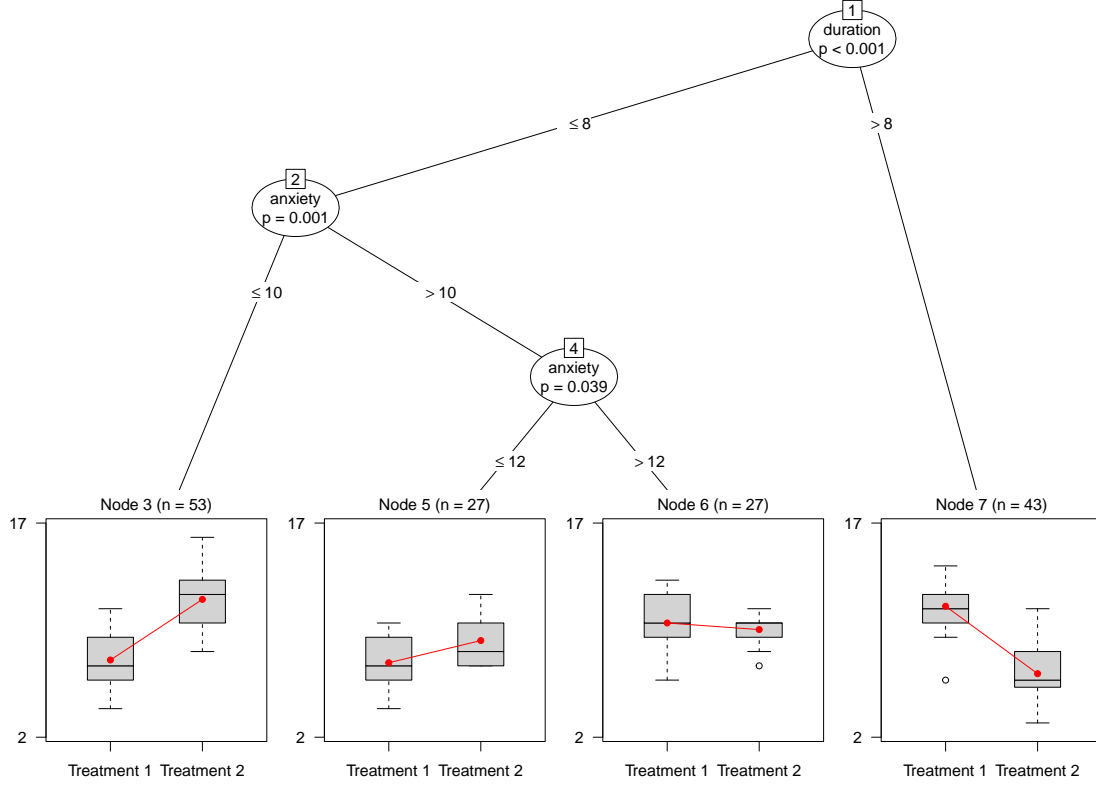 1
duration
p < 0.001
≤ 8
> 8
2
anxiety
p = 0.001
≤ 10
> 10
4
anxiety
p = 0.039
≤ 12
> 12
Node 3 (n = 53)
17
2
Treatment 1 Treatment 2
Node 5 (n = 27)
17
2
Treatment 1 Treatment 2
Node 6 (n = 27)
17
2
Treatment 1 Treatment 2
Node 7 (n = 43)
17
2
Treatment 1 Treatment 2